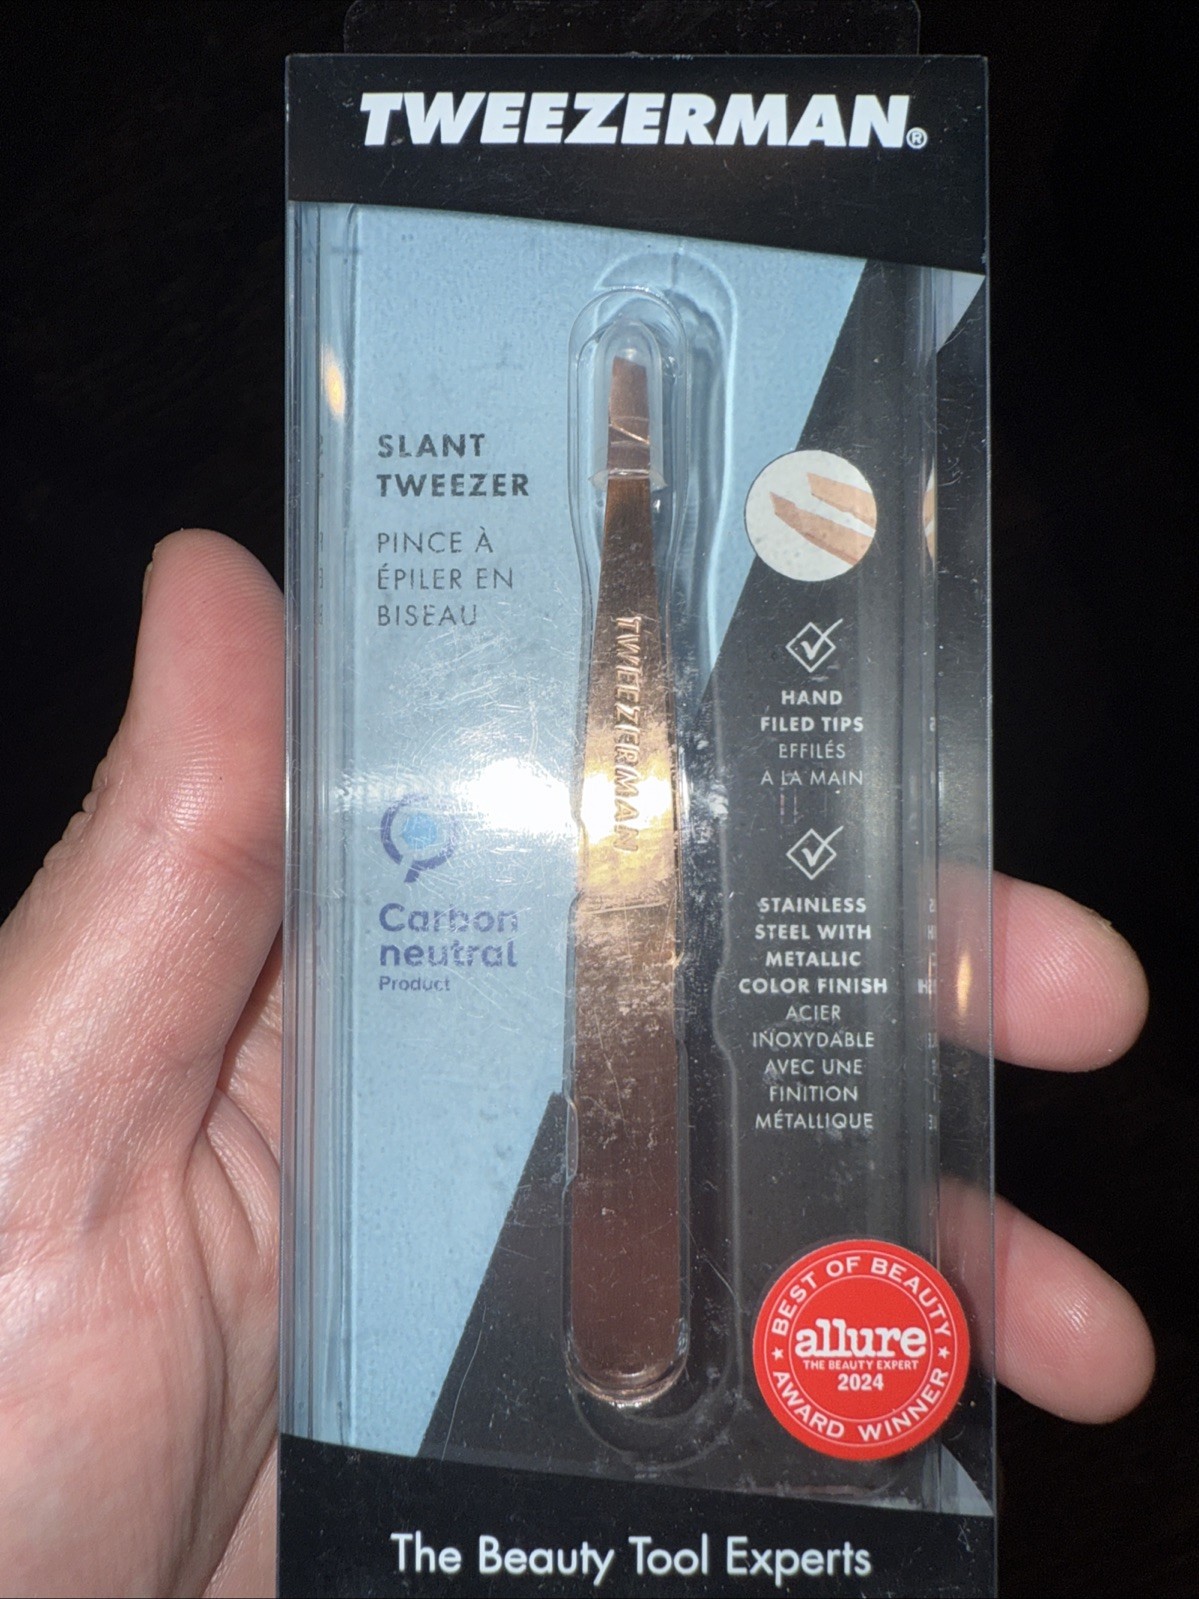 TWEEZERMAN®
SLANT
TWEEZER
PINCE À
ÉPILER EN
BISEAU
TWEEZERMAN
Carbon
neutral
Product
HAND
FILED TIPS
EFFILÉS
A LA MAIN
STAINLESS
STEEL WITH
METALLIC
COLOR FINISH
ACIER
INOXYDABLE
AVEC UNE
FINITION
MÉTALLIQUE
BEST OF BEAUTY
allure
THE BEAUTY EXPERT
2024
AWARD WINNER
The Beauty Tool Experts